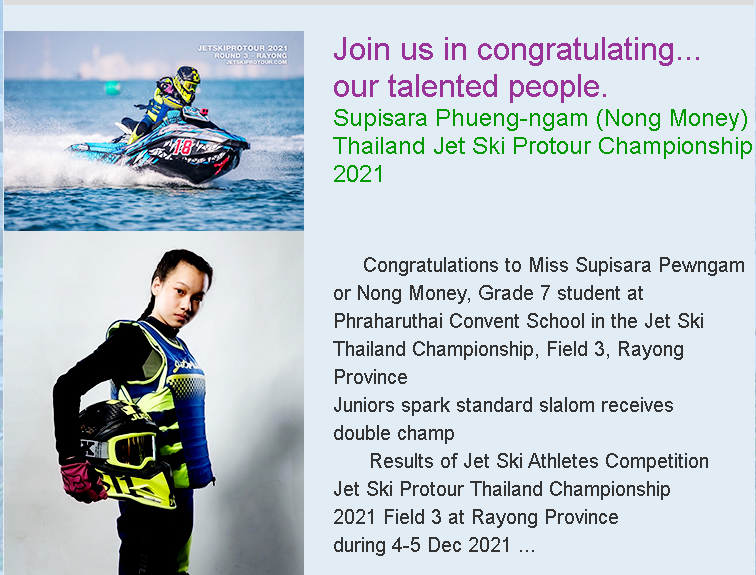 JETSKIPROTOUR 2021
ROUND 3 - RAYONG
JETSKIPROTOUR.COM
18
Join us in congratulating...
our talented people.
Supisara Phueng-ngam (Nong Money)
Thailand Jet Ski Protour Championship
2021
Congratulations to Miss Supisara Pewngam
or Nong Money, Grade 7 student at
Phraharuthai Convent School in the Jet Ski
Thailand Championship, Field 3, Rayong
Province
Juniors spark standard slalom receives
double champ
Results of Jet Ski Athletes Competition
Jet Ski Protour Thailand Championship
2021 Field 3 at Rayong Province
during 4-5 Dec 2021 ...